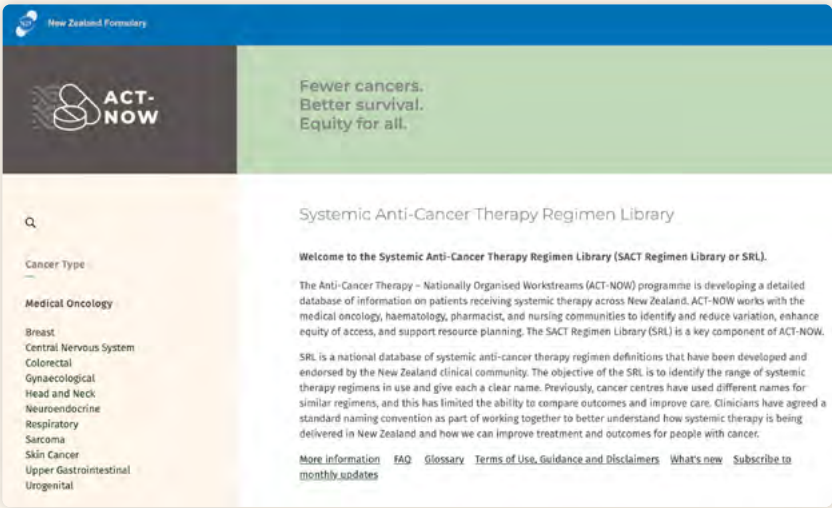 New Zealand Formulary
ACT-
NOW
Fewer cancers.
Better survival.
Equity for all.
Cancer Type
Medical Oncology
Breast
Central Nervous System
Colorectal
Gynaecological
Head and Neck
Neuroendocrine
Respiratory
Sarcoma
Skin Cancer
Upper Gastrointestinal
Urogenital
Systemic Anti-Cancer Therapy Regimen Library
Welcome to the Systemic Anti-Cancer Therapy Regimen Library (SACT Regimen Library or SRL).
The Anti-Cancer Therapy – Nationally Organised Workstreams (ACT-NOW) programme is developing a detailed
database of information on patients receiving systemic therapy across New Zealand. ACT-NOW works with the
medical oncology, haematology, pharmacist, and nursing communities to identify and reduce variation, enhance
equity of access, and support resource planning. The SACT Regimen Library (SRL) is a key component of ACT-NOW.
SRL is a national database of systemic anti-cancer therapy regimen definitions that have been developed and
endorsed by the New Zealand clinical community. The objective of the SRL is to identify the range of systemic
therapy regimens in use and give each a clear name. Previously, cancer centres have used different names for
similar regimens, and this has limited the ability to compare outcomes and improve care. Clinicians have agreed a
standard naming convention as part of working together to better understand how systemic therapy is being
delivered in New Zealand and how we can improve treatment and outcomes for people with cancer.
More information FAQ Glossary Terms of Use, Guidance and Disclaimers What's new Subscribe to
monthly updates